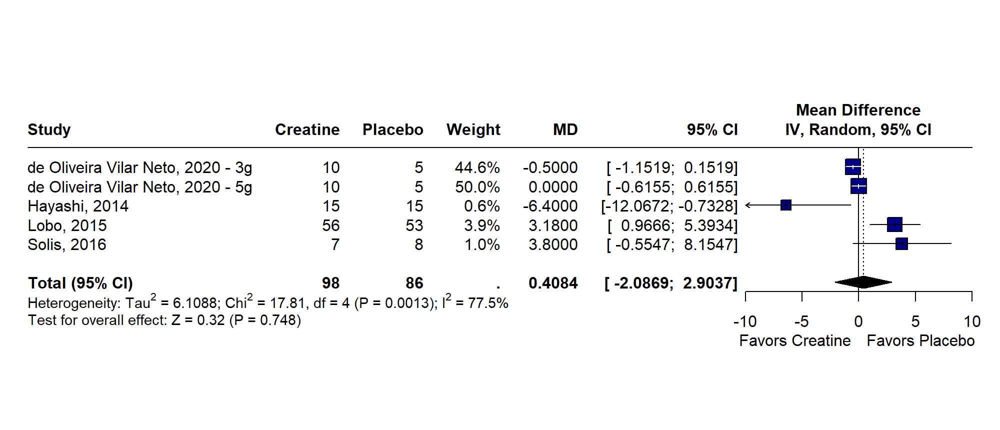 Mean Difference
Study Creatine Placebo Weight MD 95% CI IV, Random, 95% CI
de Oliveira Vilar Neto, 2020 - 3g 10 5 44.6% -0.5000 [ -1.1519; 0.1519]
de Oliveira Vilar Neto, 2020 - 5g 10 5 50.0% 0.0000 [ -0.6155; 0.6155]
Hayashi, 2014 15 15 0.6% -6.4000 [-12.0672; -0.7328]
Lobo, 2015 56 53 3.9% 3.1800 [ 0.9666; 5.3934]
Solis, 2016 7 8 1.0% 3.8000 [ -0.5547; 8.1547]
Total (95% CI) 98 86 . 0.4084 [ -2.0869; 2.9037]
Heterogeneity: Tau² = 6.1088; Chi² = 17.81, df = 4 (P = 0.0013); I² = 77.5%
Test for overall effect: Z = 0.32 (P = 0.748)
-10 -5 0 5 10
Favors Creatine Favors Placebo